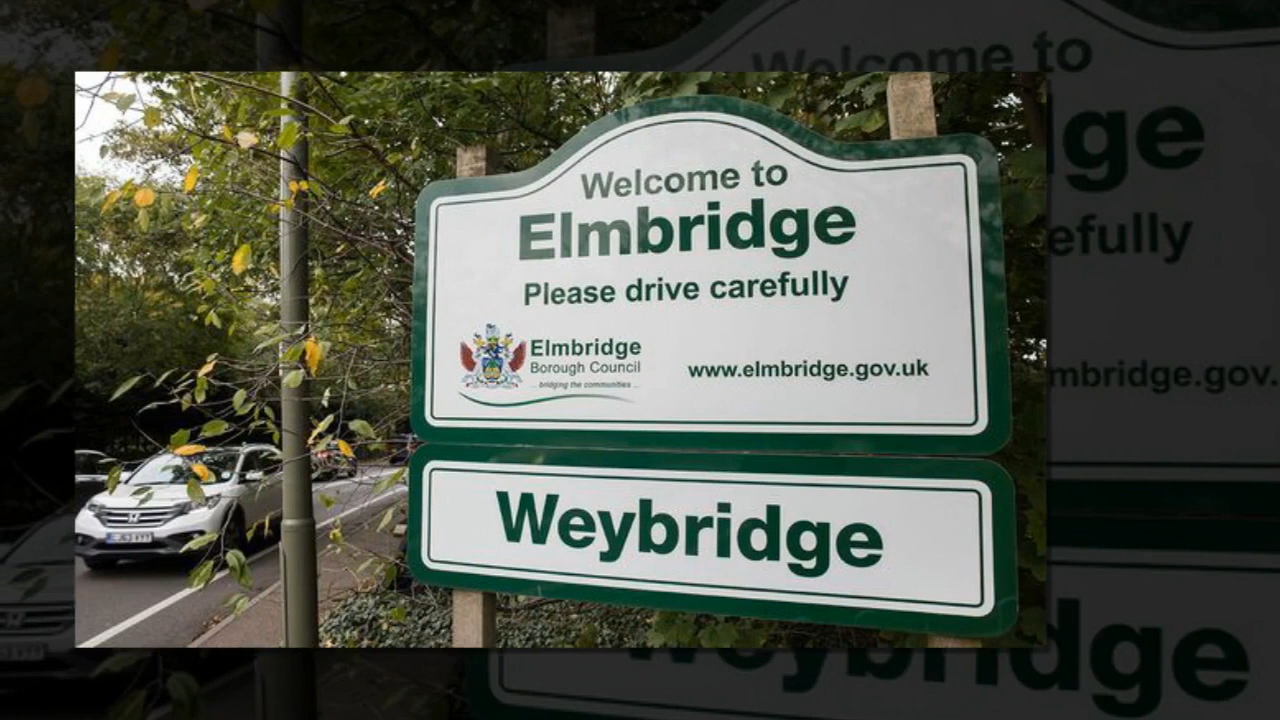 Welcome to
Elmbridge
Please drive carefully
Elmbridge
Borough Council
... bridging the communities ...
www.elmbridge.gov.uk
Weybridge